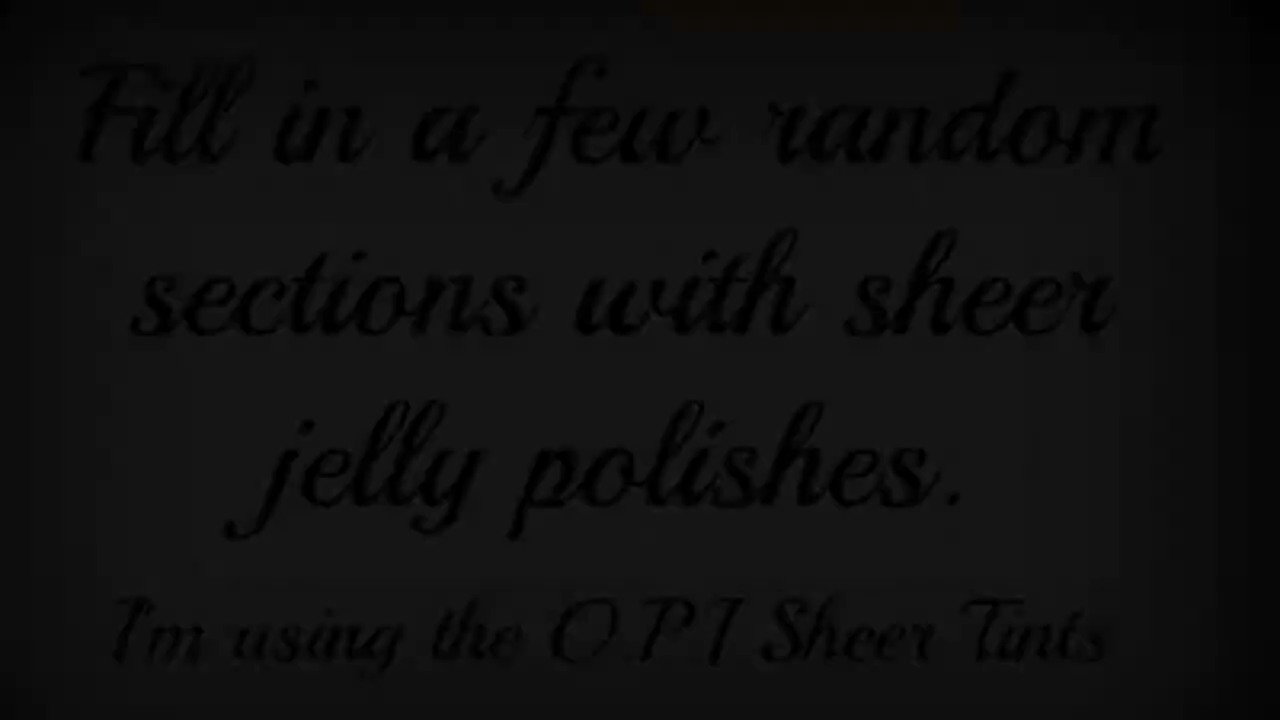 Fill in a few random
sections with sheer
jelly polishes.
I'm using the O.P.I Sheer Tints